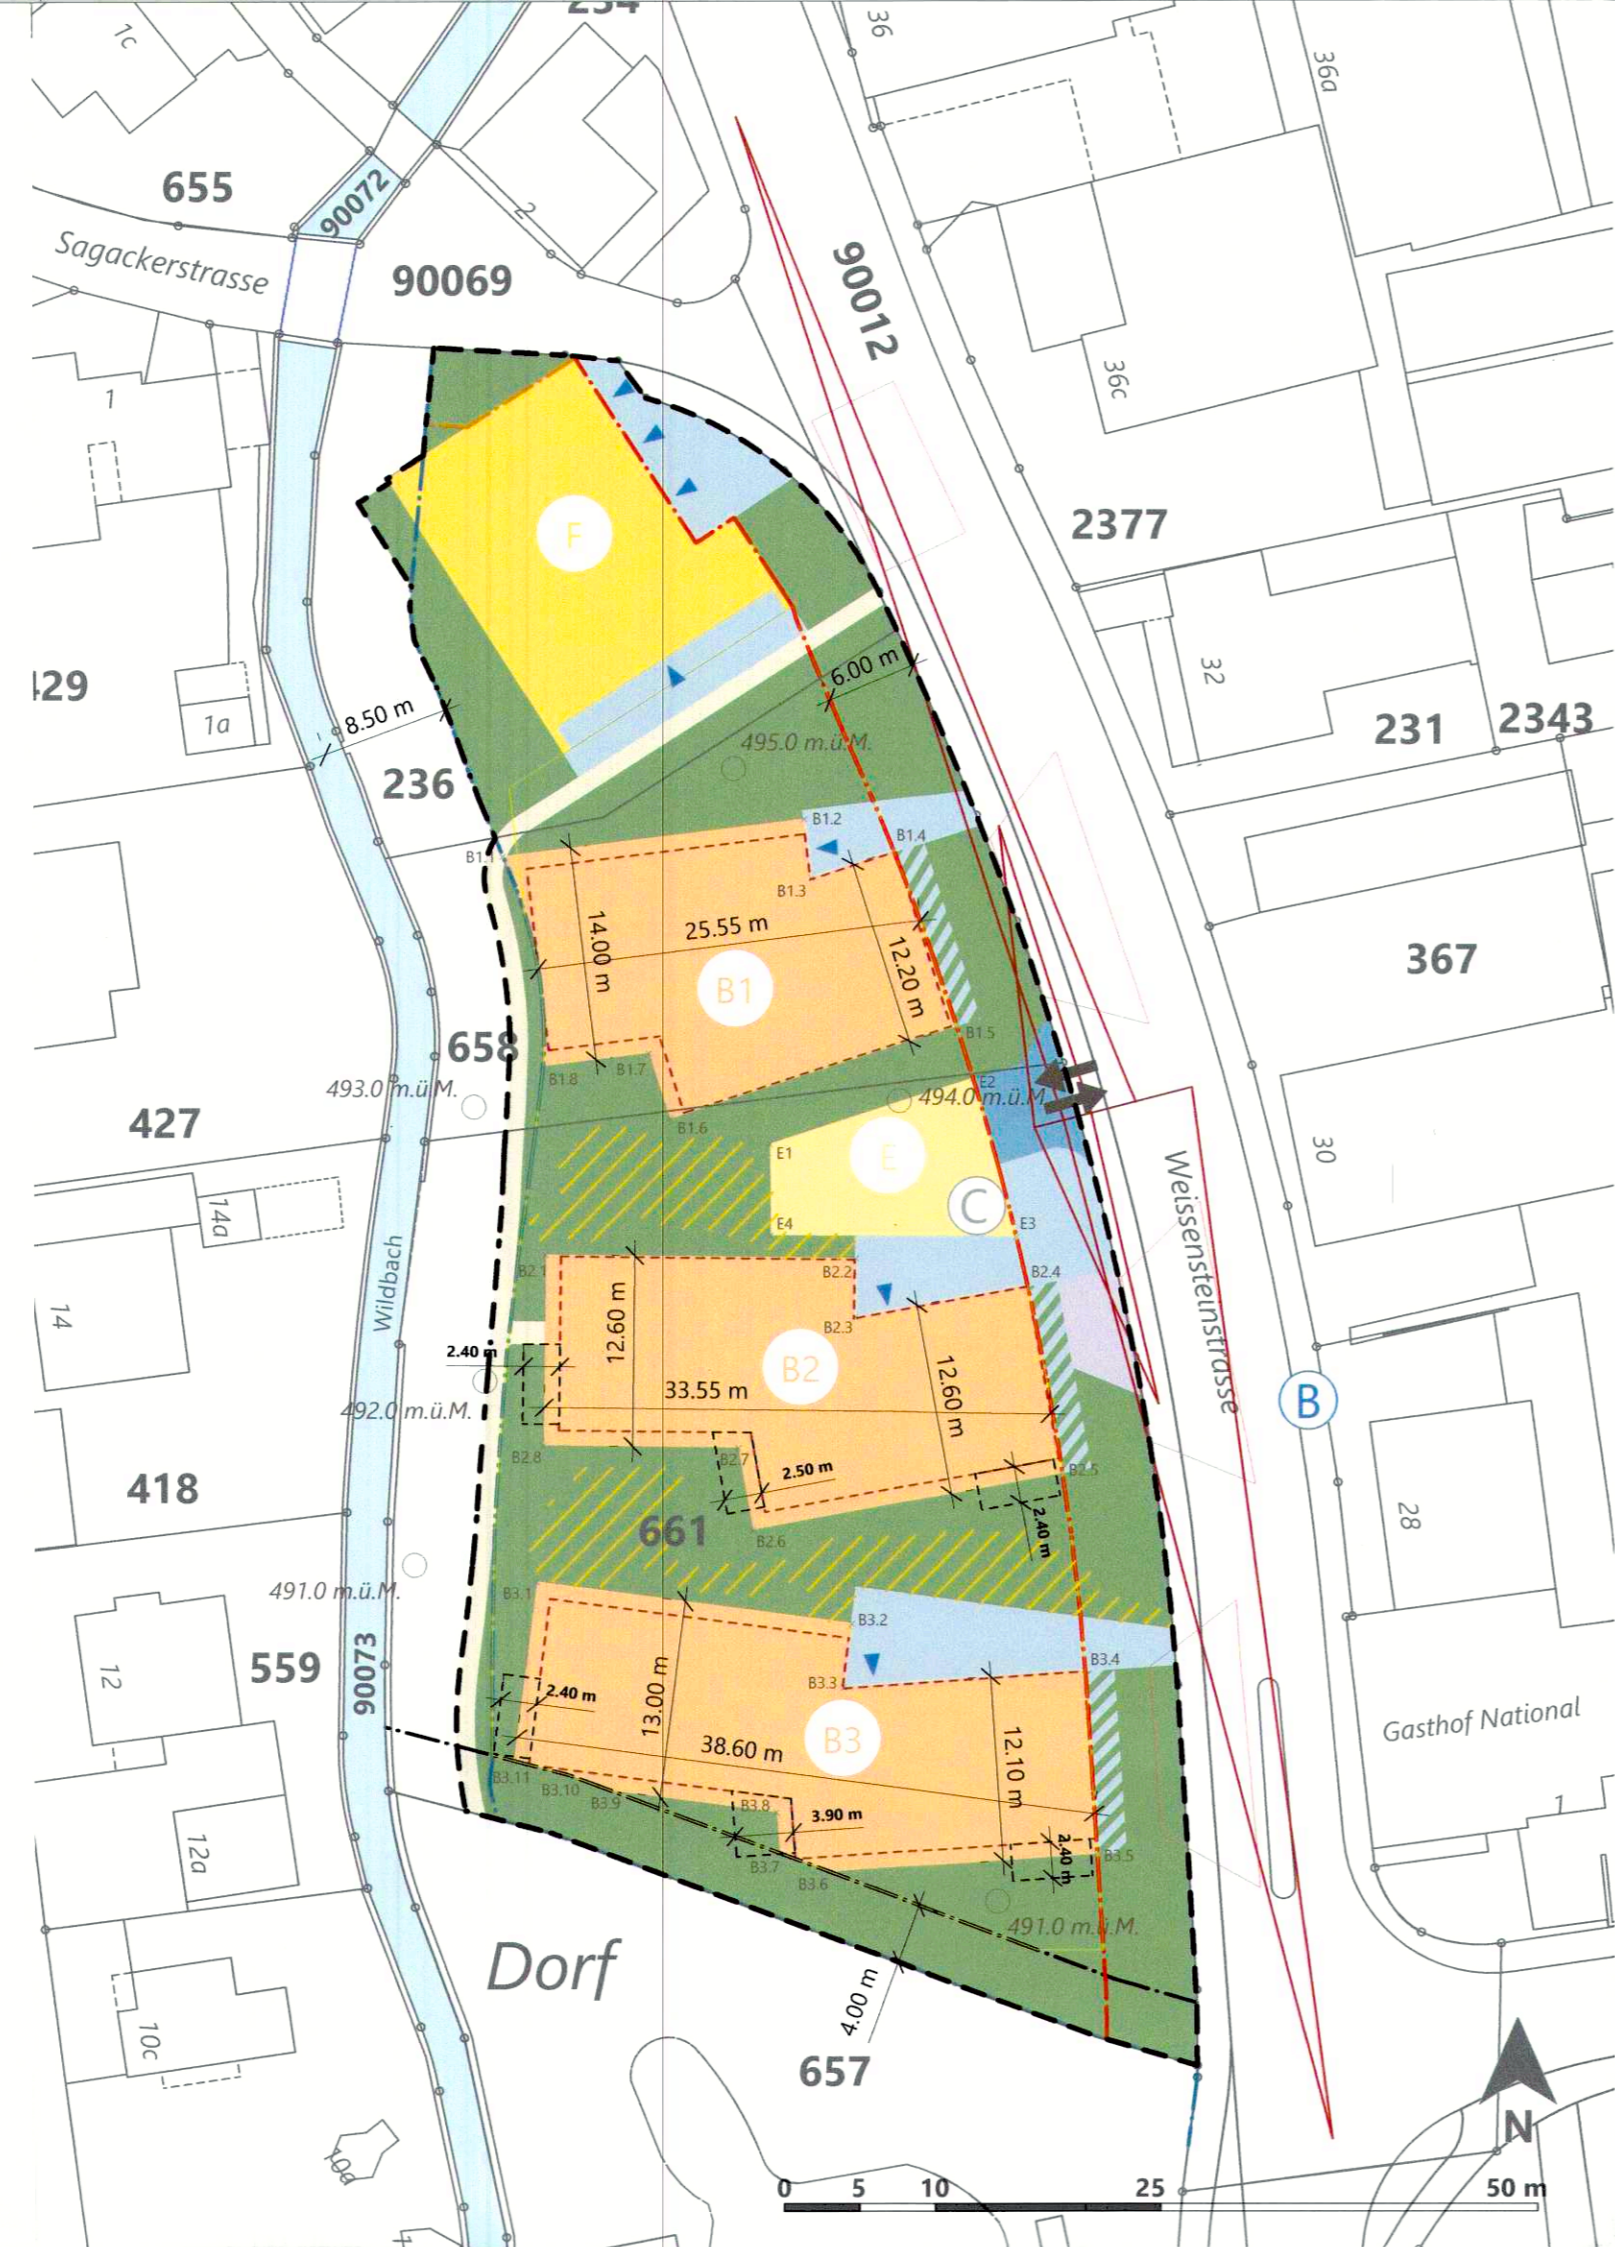 1c
234
36
36a
655
90072
2
Sagackerstrasse
90069
90012
36c
1
F
2377
32
429
1a
8.50 m
236
6.00 m
495.0 m.ü.M.
231
2343
B1.2
B1.4
B1.1
B1.3
14.00 m
25.55 m
12.20 m
B1
367
658
B1.5
B1.8
B1.7
E2
493.0 m.ü.M.
494.0 m.ü.M.
427
B1.6
E1
E
30
14a
C
E4
E3
Weissensteinstrasse
Wildbach
B2.1
B2.2
B2.4
14
12.60 m
B2.3
2.40 m
B2
33.55 m
12.60 m
B
492.0 m.ü.M.
B2.8
B2.7
2.50 m
B2.5
418
28
661
B2.6
2.40 m
491.0 m.ü.M.
B3.1
B3.2
559
90073
12
B3.4
B3.3
2.40 m
13.00 m
38.60 m
B3
12.10 m
Gasthof National
B3.11
B3.10
B3.9
B3.8
3.90 m
1
12a
B3.7
B3.6
2.40 m
B3.5
491.0 m.ü.M.
Dorf
4.00 m
10c
657
10a
N
0
5
10
25
50 m
1